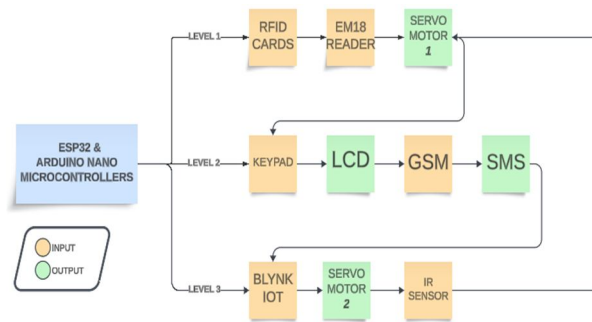 LEVEL 1
RFID
CARDS
EM18
READER
SERVO
MOTOR
1
ESP32 &
ARDUINO NANO
MICROCONTROLLERS
LEVEL 2
KEYPAD
LCD
GSM
SMS
INPUT
OUTPUT
LEVEL 3
BLYNK
IOT
SERVO
MOTOR
2
IR
SENSOR